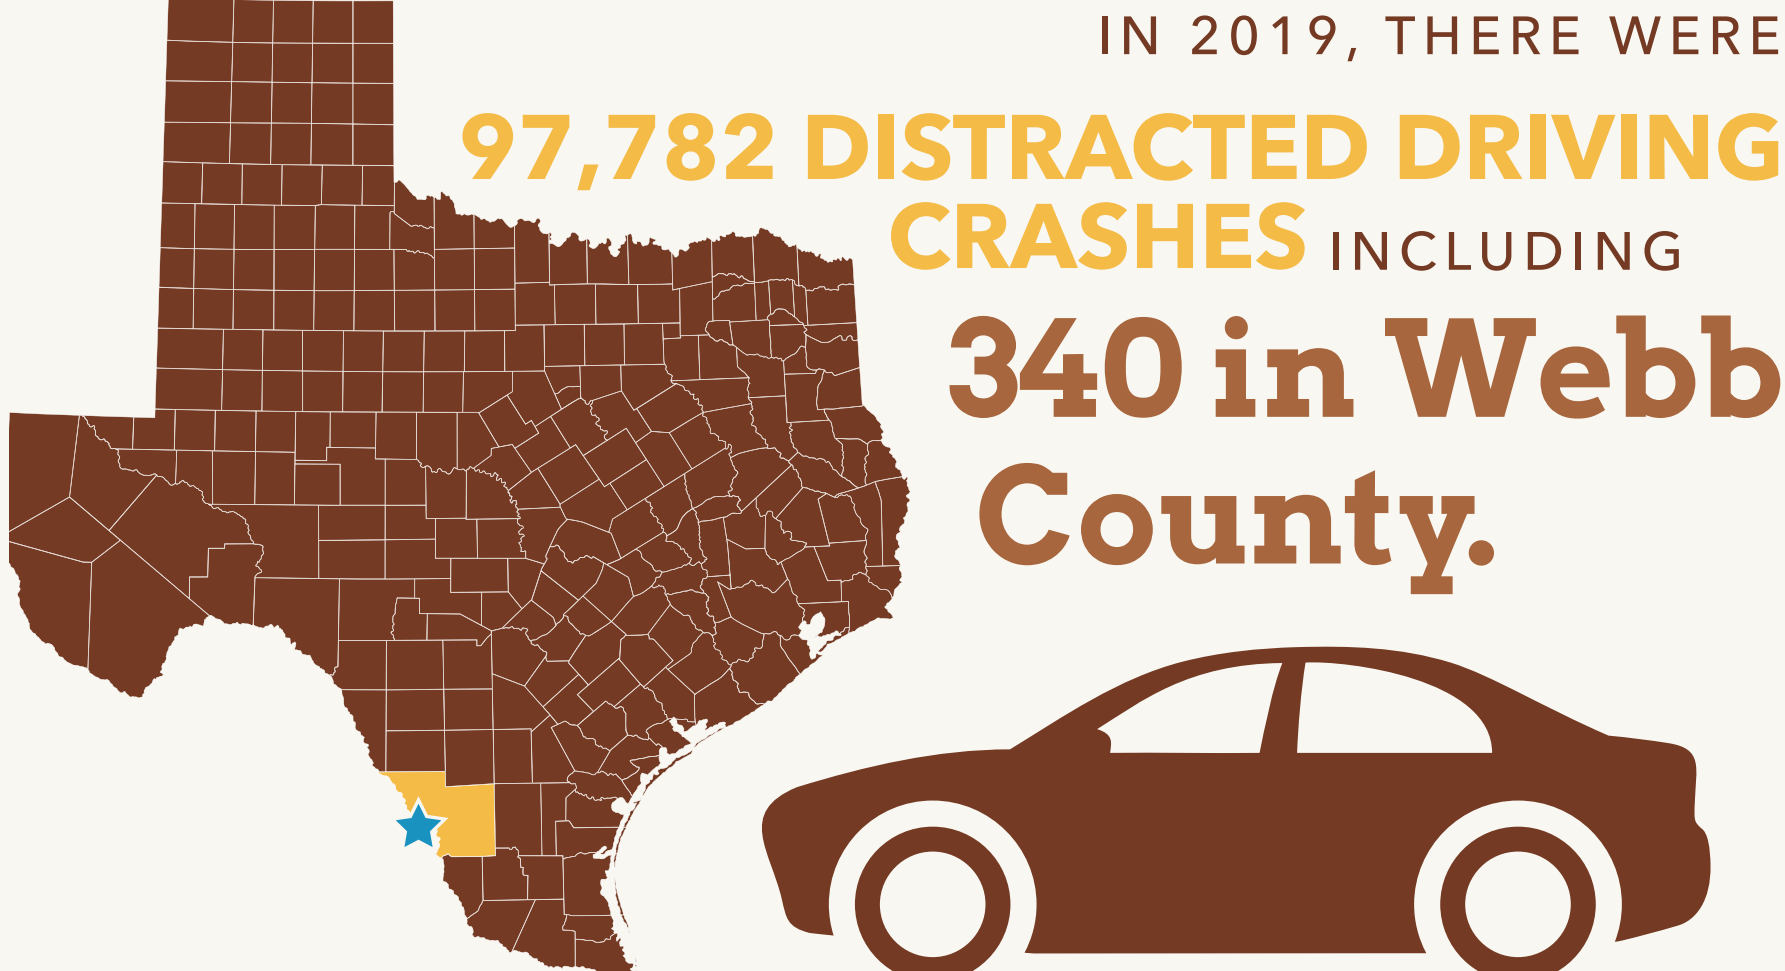 IN 2019, THERE WERE
97,782 DISTRACTED DRIVING
CRASHES INCLUDING
340 in Webb
County.